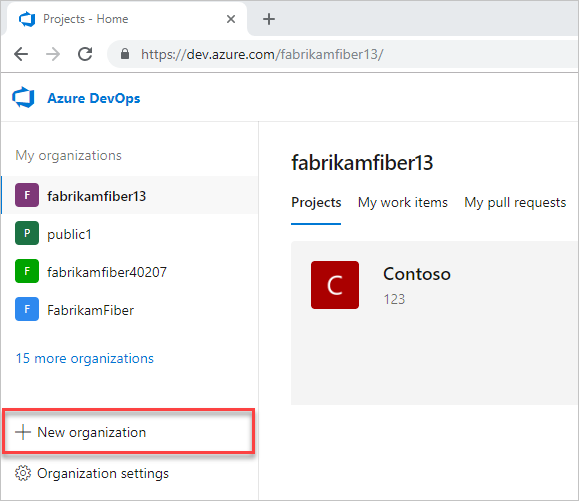 Projects - Home
https://dev.azure.com/fabrikamfiber13/
Azure DevOps
My organizations
F fabrikamfiber13
P public1
F fabrikamfiber40207
F FabrikamFiber
15 more organizations
New organization
Organization settings
fabrikamfiber13
Projects My work items My pull requests
C Contoso
123